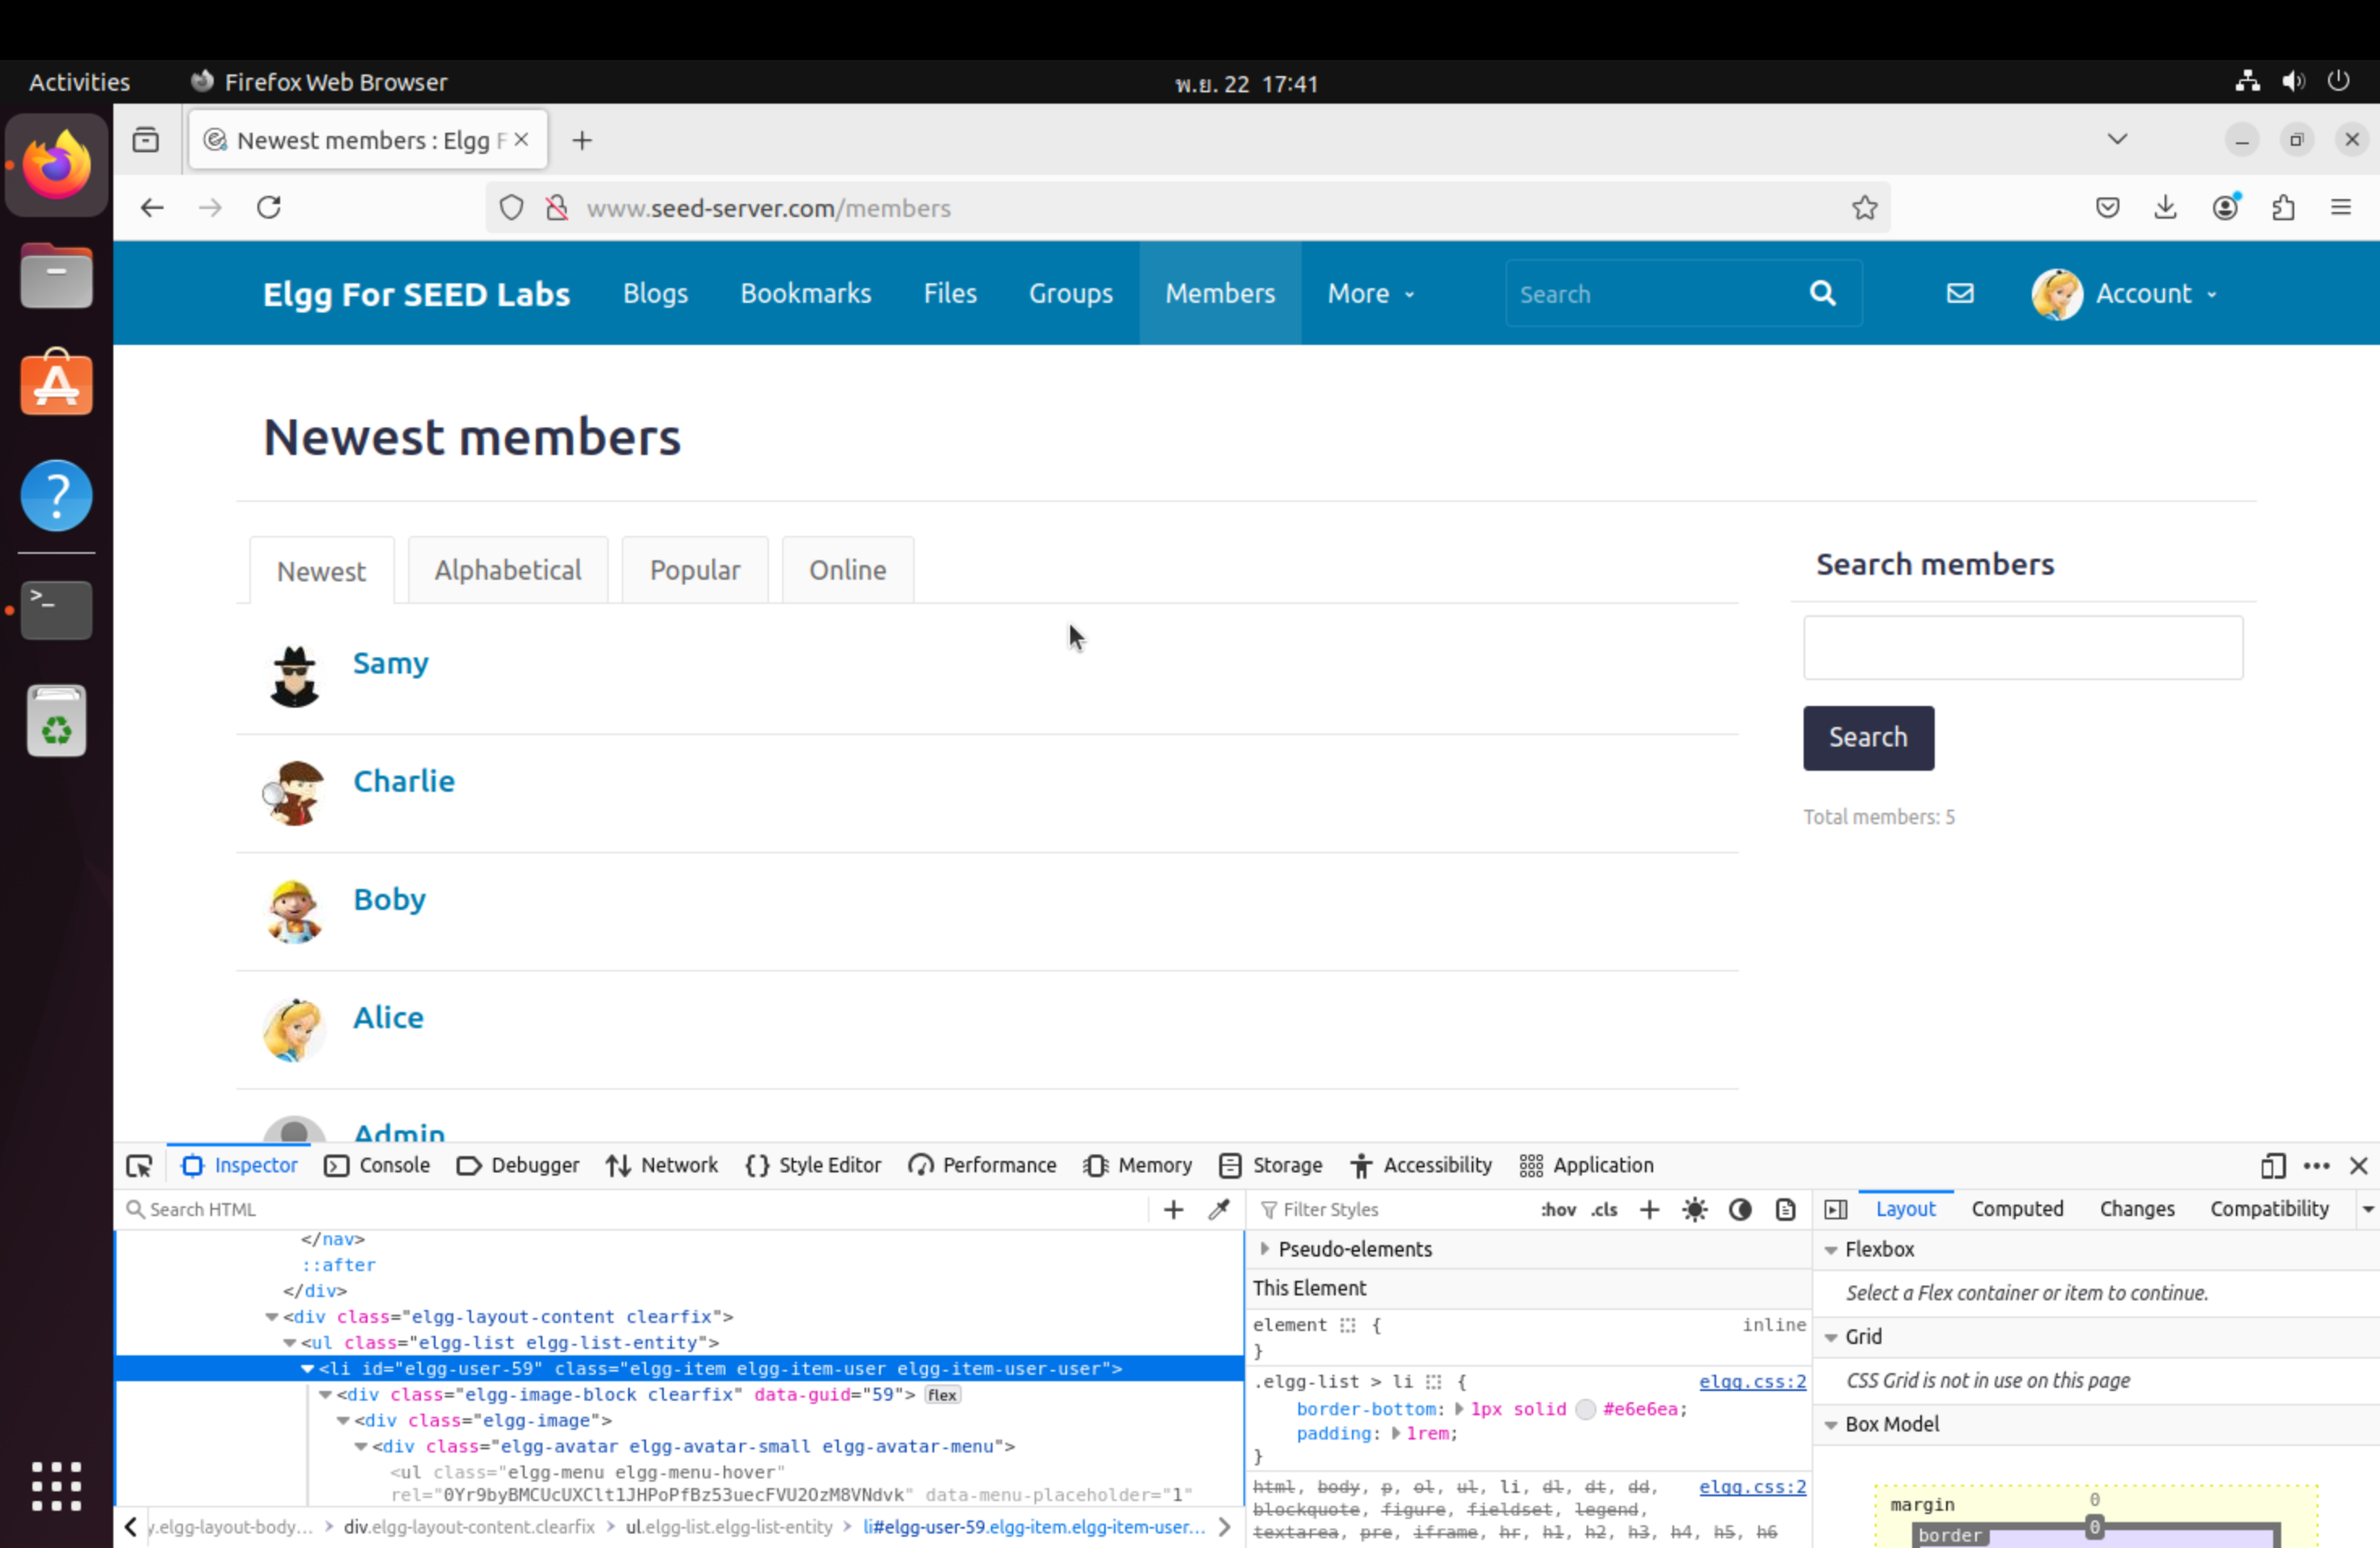 Activities Firefox Web Browser พ.ย. 22 17:41
Newest members : Elgg F
www.seed-server.com/members
Elgg For SEED Labs Blogs Bookmarks Files Groups Members More Search Account
Newest members
Newest Alphabetical Popular Online
Search members
Samy
Search
Charlie
Total members: 5
Boby
Alice
Admin
Inspector Console Debugger Network Style Editor Performance Memory Storage Accessibility Application
Search HTML
Filter Styles :hov .cls
Layout Computed Changes Compatibility
</nav>
::after
</div>
<div class="elgg-layout-content clearfix">
<ul class="elgg-list elgg-list-entity">
<li id="elgg-user-59" class="elgg-item elgg-item-user elgg-item-user-user">
<div class="elgg-image-block clearfix" data-guid="59"> flex
<div class="elgg-image">
<div class="elgg-avatar elgg-avatar-small elgg-avatar-menu">
<ul class="elgg-menu elgg-menu-hover"
rel="0Yr9byBMCUcUXClt1JHPoPfBz53uecFVU2OzM8VNdvk" data-menu-placeholder="1"
y.elgg-layout-body... div.elgg-layout-content.clearfix ul.elgg-list.elgg-list-entity li#elgg-user-59.elgg-item.elgg-item-user...
Pseudo-elements
This Element
element { inline
}
.elgg-list > li { elgg.css:2
border-bottom: 1px solid #e6e6ea;
padding: 1rem;
}
html, body, p, ol, ul, li, dl, dt, dd, elgg.css:2
blockquote, figure, fieldset, legend,
textarea, pre, iframe, hr, h1, h2, h3, h4, h5, h6
Flexbox
Select a Flex container or item to continue.
Grid
CSS Grid is not in use on this page
Box Model
margin 0
border 0